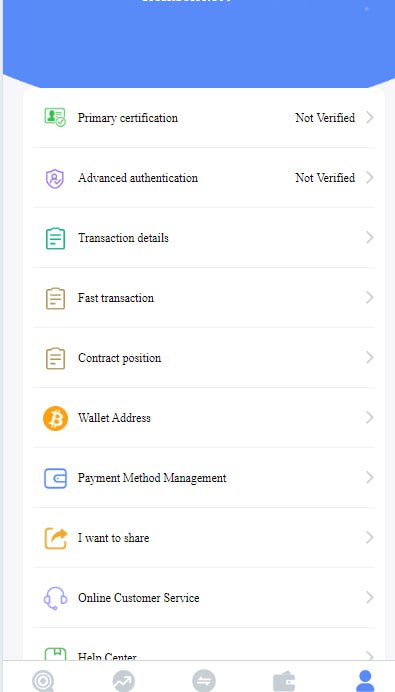 Primary certification Not Verified
Advanced authentication Not Verified
Transaction details
Fast transaction
Contract position
Wallet Address
Payment Method Management
I want to share
Online Customer Service
Help Center